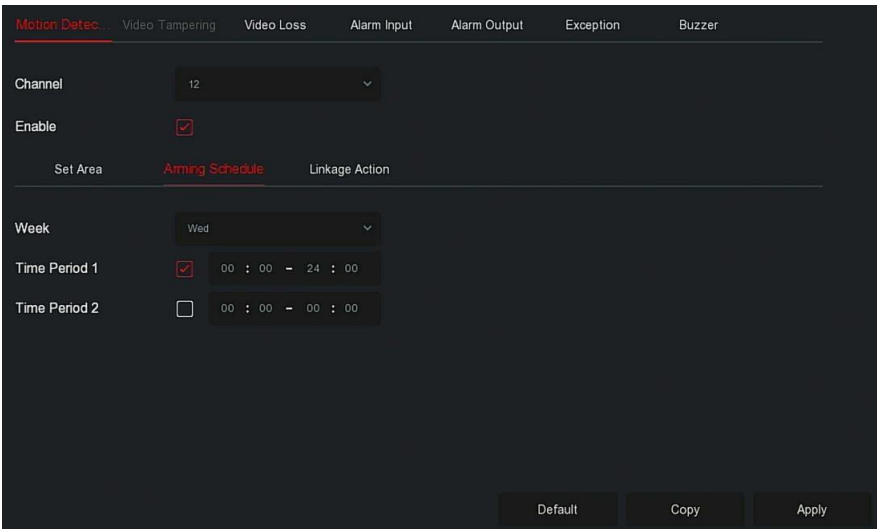 Motion Detec... Video Tampering Video Loss Alarm Input Alarm Output Exception Buzzer
Channel 12
Enable
Set Area Arming Schedule Linkage Action
Week Wed
Time Period 1 00 : 00 - 24 : 00
Time Period 2 00 : 00 - 00 : 00
Default Copy Apply